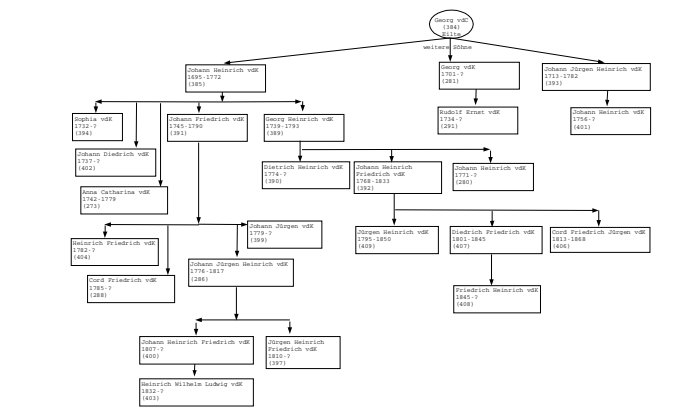 Georg vdC
(384)
Eilte
weitere Söhne
Johann Heinrich vdK
1695-1772
(385)
Georg vdK
1701-?
(281)
Johann Jürgen Heinrich vdK
1713-1782
(393)
Sophia vdK
1732-?
(394)
Johann Friedrich vdK
1745-1790
(391)
Georg Heinrich vdK
1739-1793
(389)
Rudolf Ernst vdK
1734-?
(291)
Johann Heinrich vdK
1756-?
(401)
Johann Diedrich vdK
1737-?
(402)
Anna Catharina vdK
1742-1779
(273)
Dietrich Heinrich vdK
1774-?
(390)
Johann Heinrich
Friedrich vdK
1768-1833
(392)
Johann Heinrich vdK
1771-?
(280)
Johann Jürgen vdK
1779-?
(399)
Jürgen Heinrich vdK
1795-1850
(409)
Diedrich Friedrich vdK
1801-1845
(407)
Cord Friedrich Jürgen vdK
1813-1868
(406)
Heinrich Friedrich vdK
1782-?
(404)
Cord Friedrich vdK
1785-?
(288)
Johann Jürgen Heinrich vdK
1776-1817
(286)
Friedrich Heinrich vdK
1845-?
(408)
Johann Heinrich Friedrich vdK
1807-?
(400)
Jürgen Heinrich
Friedrich vdK
1810-?
(397)
Heinrich Wilhelm Ludwig vdK
1832-?
(403)